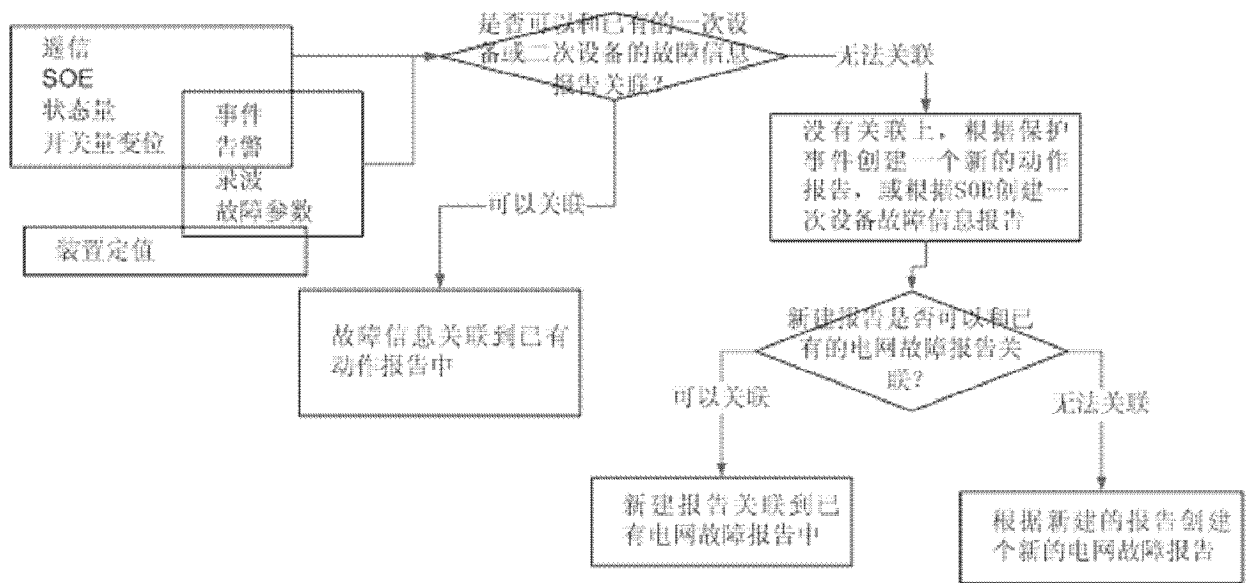 遥信
SOE
状态量
开关量变位
事件
告警
录波
故障参数
装置定值
是否可以和已有的一次设
备或二次设备的故障信息
报告关联?
无法关联
可以关联
故障信息关联到已有
动作报告中
没有关联上，根据保护
事件创建一个新的动作
报告，或根据SOE创建一
次设备故障信息报告
新建报告是否可以和已
有的电网故障报告关
联?
可以关联
无法关联
新建报告关联到已
有电网故障报告中
根据新建的报告创建
个新的电网故障报告